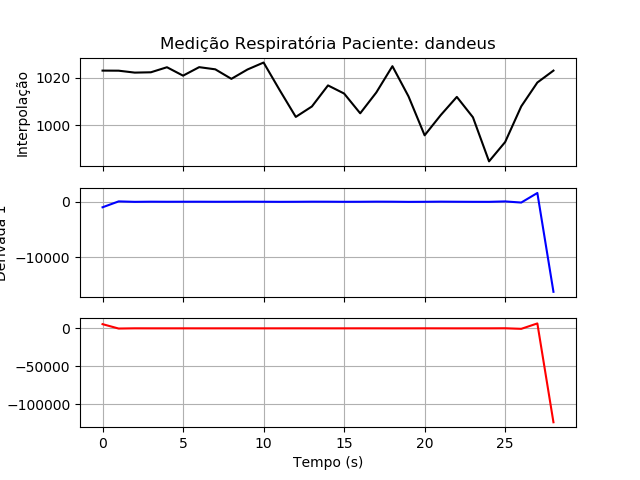 Medição Respiratória Paciente: dandeus
Interpolação
1020
1000
Derivada 1
0
−10000
0
−50000
−100000
0 5 10 15 20 25
Tempo (s)